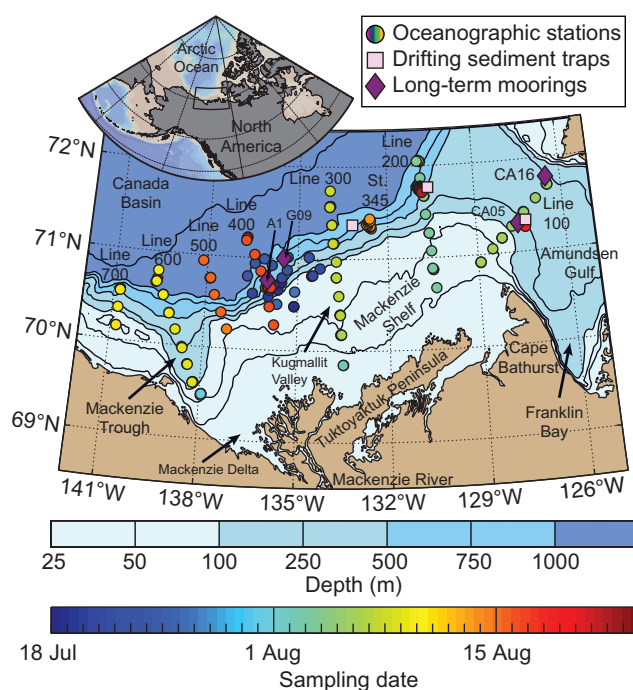 Oceanographic stations
Drifting sediment traps
Long-term moorings
Arctic
Ocean
North
America
72°N
71°N
70°N
69°N
Canada
Basin
Line
700
Line
600
Line
500
Line
400
A1
G09
Line 300
St.
345
Line
200
CA16
CA05
Line
100
Amundsen
Gulf
Mackenzie
Shelf
Kugmallit
Valley
Mackenzie
Trough
Cape
Bathurst
Franklin
Bay
Tuktoyaktuk Peninsula
Mackenzie Delta
Mackenzie River
141°W
138°W
135°W
132°W
129°W
126°W
25 50 100 250 500 750 1000
Depth (m)
18 Jul 1 Aug 15 Aug
Sampling date